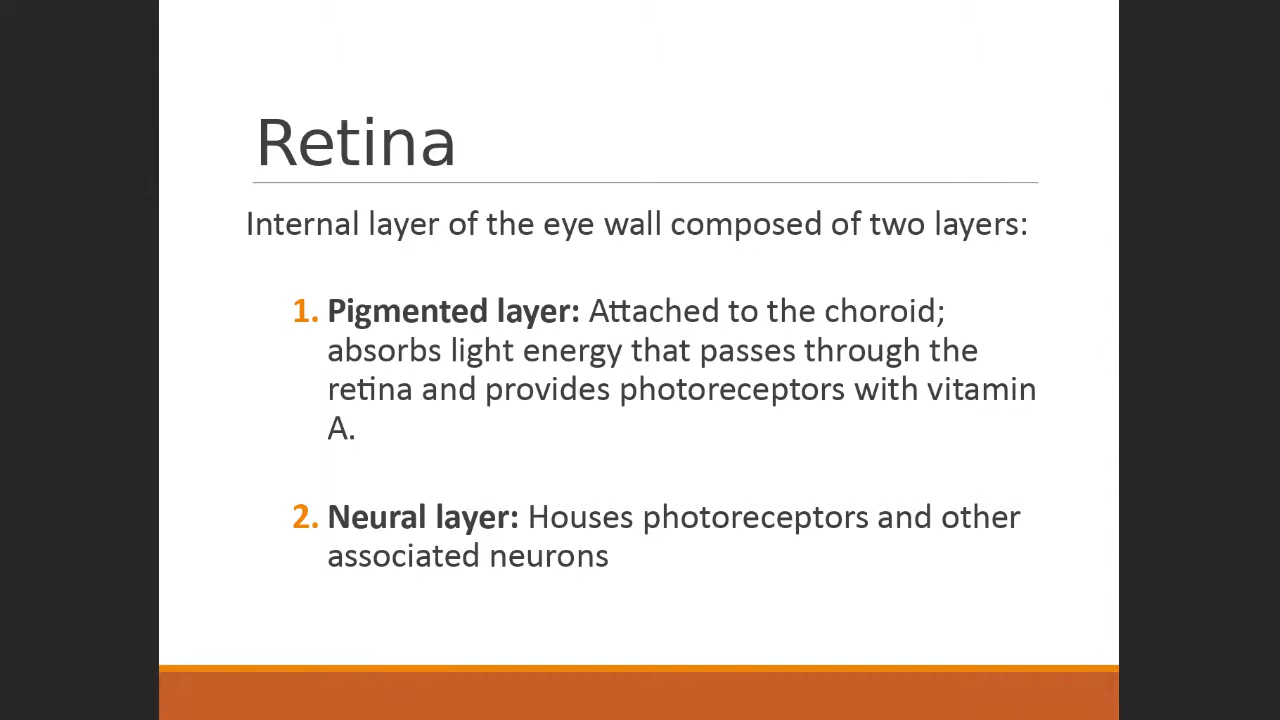 Retina
Internal layer of the eye wall composed of two layers:
1. Pigmented layer: Attached to the choroid;
absorbs light energy that passes through the
retina and provides photoreceptors with vitamin
A.
2. Neural layer: Houses photoreceptors and other
associated neurons